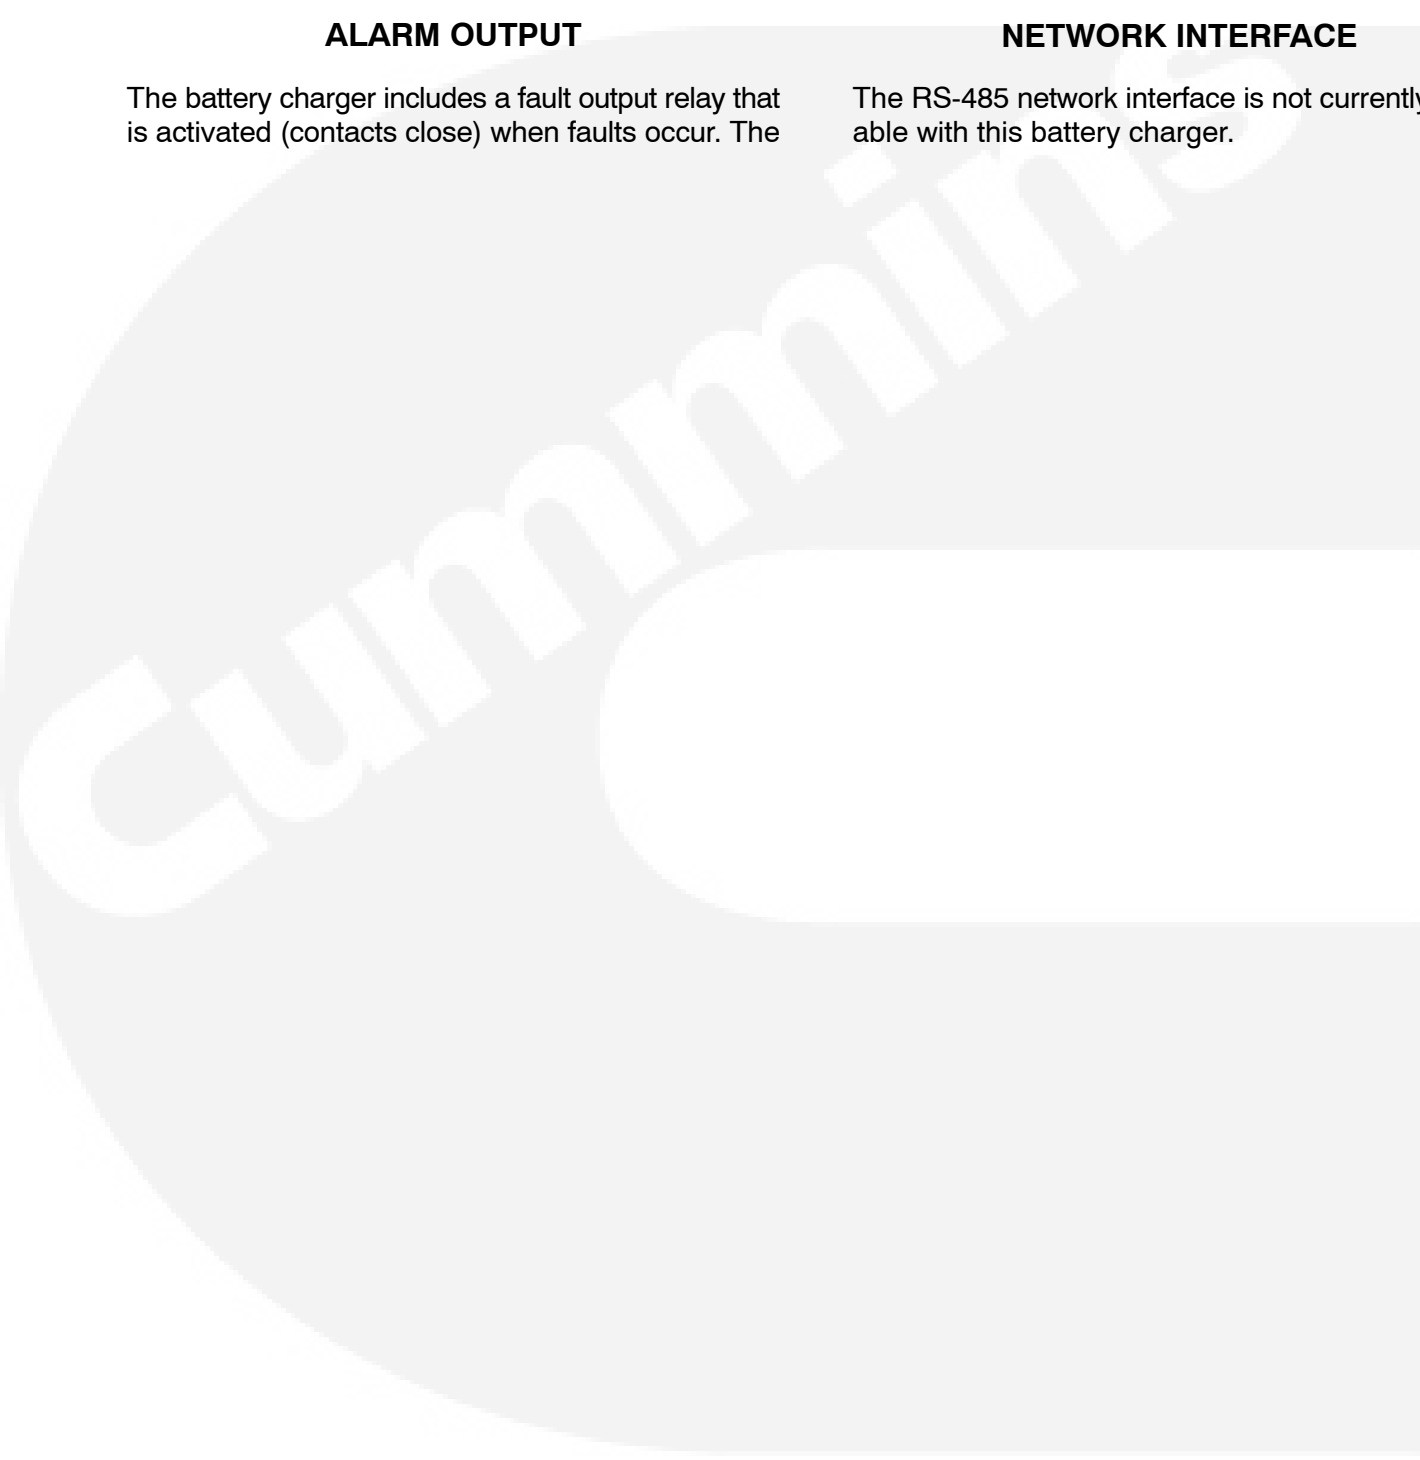 ALARM OUTPUT
The battery charger includes a fault output relay that
is activated (contacts close) when faults occur. The
NETWORK INTERFACE
The RS-485 network interface is not currently
able with this battery charger.
Cummins